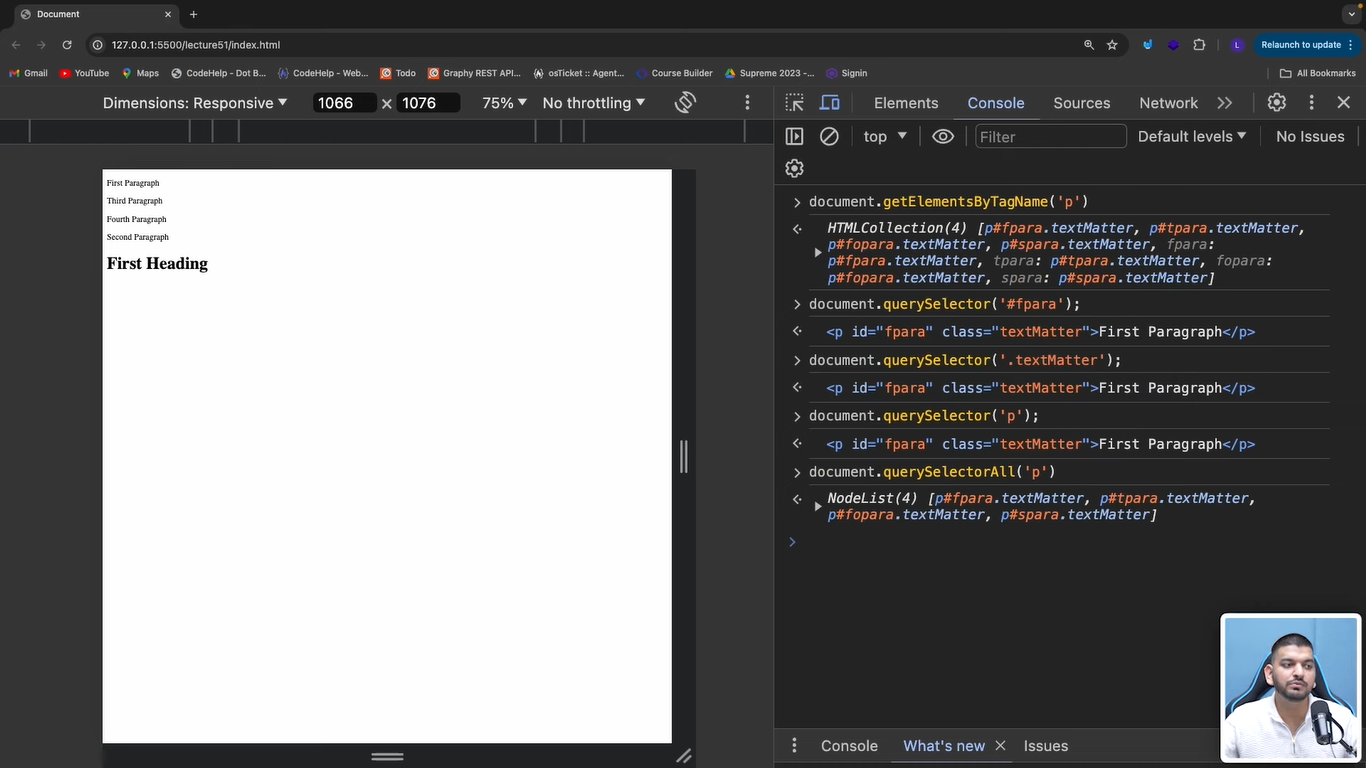 Document
127.0.0.1:5500/lecture51/index.html
L
Relaunch to update
Gmail
YouTube
Maps
CodeHelp - Dot B...
CodeHelp - Web...
Todo
Graphy REST API...
osTicket :: Agent...
Course Builder
Supreme 2023 -...
Signin
All Bookmarks
Dimensions: Responsive
1066 × 1076
75%
No throttling
Elements
Console
Sources
Network
top
Filter
Default levels
No Issues
First Paragraph
Third Paragraph
Fourth Paragraph
Second Paragraph
First Heading
document.getElementsByTagName('p')
HTMLCollection(4) [p#fpara.textMatter, p#tpara.textMatter,
p#fopara.textMatter, p#spara.textMatter, fpara:
p#fpara.textMatter, tpara: p#tpara.textMatter, fopara:
p#fopara.textMatter, spara: p#spara.textMatter]
document.querySelector('#fpara');
<p id="fpara" class="textMatter">First Paragraph</p>
document.querySelector('.textMatter');
<p id="fpara" class="textMatter">First Paragraph</p>
document.querySelector('p');
<p id="fpara" class="textMatter">First Paragraph</p>
document.querySelectorAll('p')
NodeList(4) [p#fpara.textMatter, p#tpara.textMatter,
p#fopara.textMatter, p#spara.textMatter]
Console
What's new
Issues